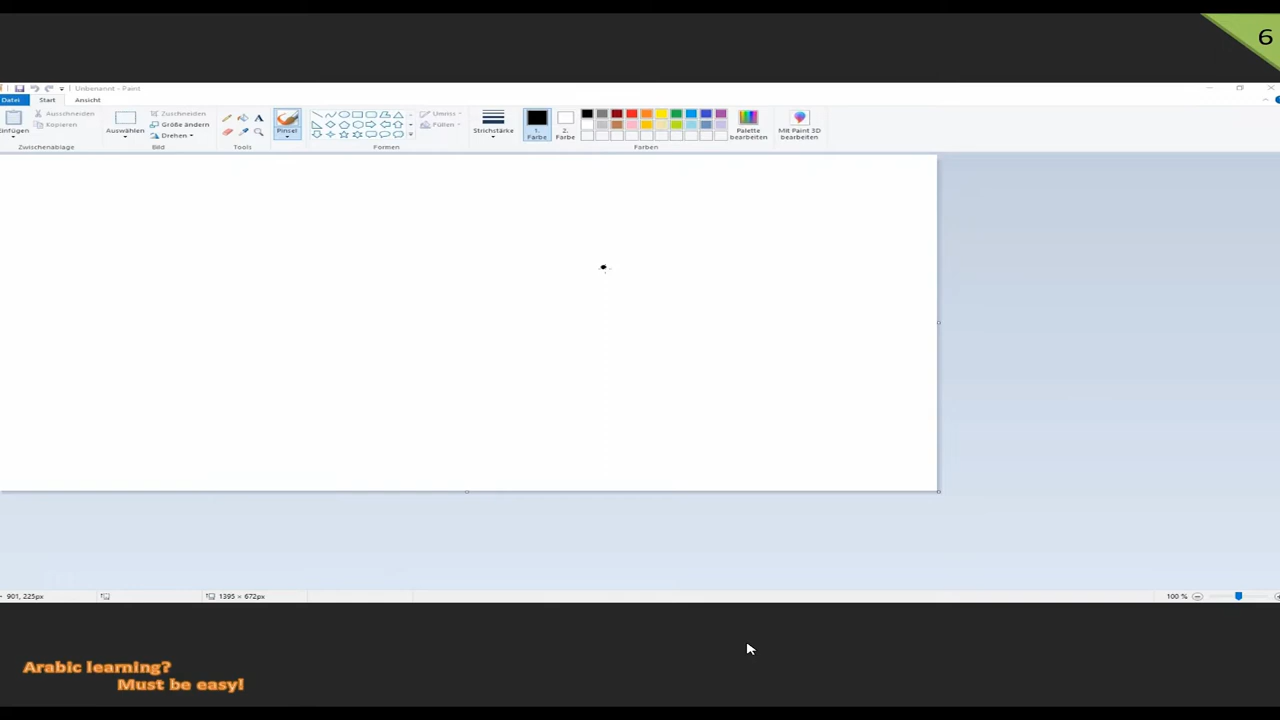 6
Unbenannt - Paint
Datei Start Ansicht
Einfügen
Ausschneiden
Kopieren
Zwischenablage
Auswählen
Zuschneiden
Größe ändern
Drehen
Bild
A
Tools
Pinsel
Umriss
Füllen
Formen
Strichstärke
1.
Farbe
2.
Farbe
Palette
bearbeiten
Farben
Mit Paint 3D
bearbeiten
901, 225px
1395 × 672px
100 %
Arabic learning?
Must be easy!